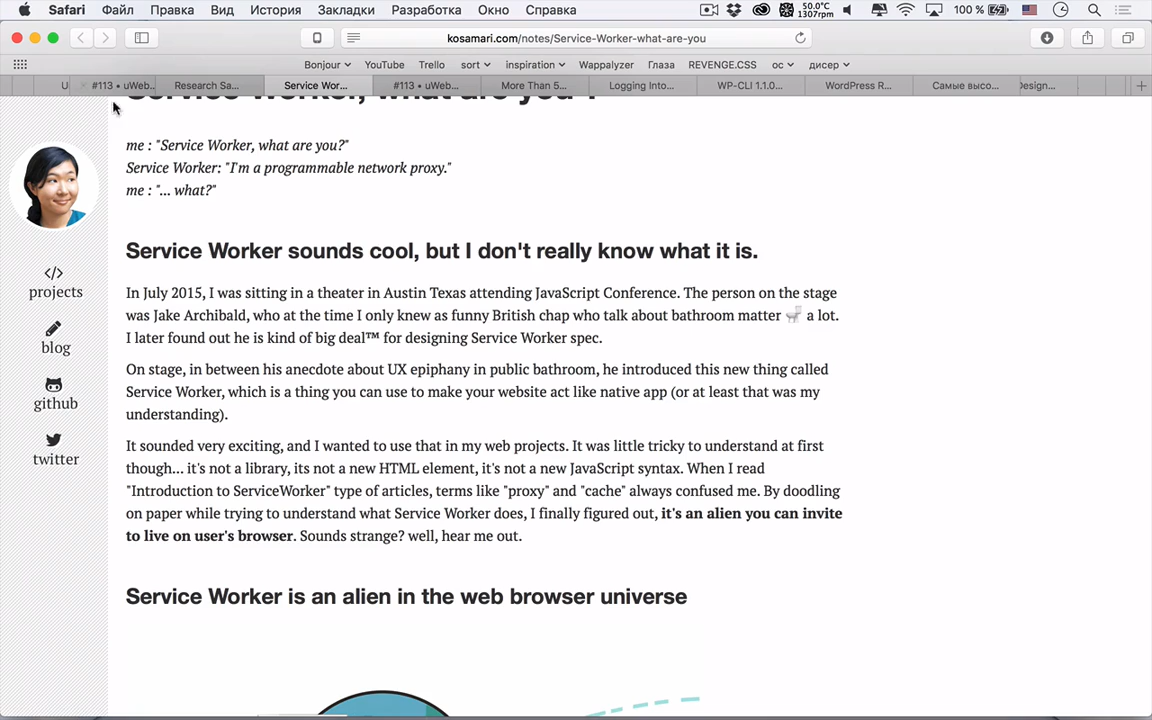 Safari Файл Правка Вид История Закладки Разработка Окно Справка 50.0°C 1307rpm 100 %
kosamari.com/notes/Service-Worker-what-are-you
Bonjour YouTube Trello sort inspiration Wappalyzer Глаза REVENGE.CSS ос дисер
U #113 • uWeb... Research Sa... Service Wor... #113 • uWeb... More Than 5... Logging Into... WP-CLI 1.1.0... WordPress R... Самые высо... Design...
Service Worker, what are you ?
me : "Service Worker, what are you?"
Service Worker: "I'm a programmable network proxy."
me : "... what?"
Service Worker sounds cool, but I don't really know what it is.
In July 2015, I was sitting in a theater in Austin Texas attending JavaScript Conference. The person on the stage
was Jake Archibald, who at the time I only knew as funny British chap who talk about bathroom matter 🚽 a lot.
I later found out he is kind of big deal™ for designing Service Worker spec.
On stage, in between his anecdote about UX epiphany in public bathroom, he introduced this new thing called
Service Worker, which is a thing you can use to make your website act like native app (or at least that was my
understanding).
It sounded very exciting, and I wanted to use that in my web projects. It was little tricky to understand at first
though... it's not a library, its not a new HTML element, it's not a new JavaScript syntax. When I read
"Introduction to ServiceWorker" type of articles, terms like "proxy" and "cache" always confused me. By doodling
on paper while trying to understand what Service Worker does, I finally figured out, it's an alien you can invite
to live on user's browser. Sounds strange? well, hear me out.
Service Worker is an alien in the web browser universe
</> projects
blog
github
twitter